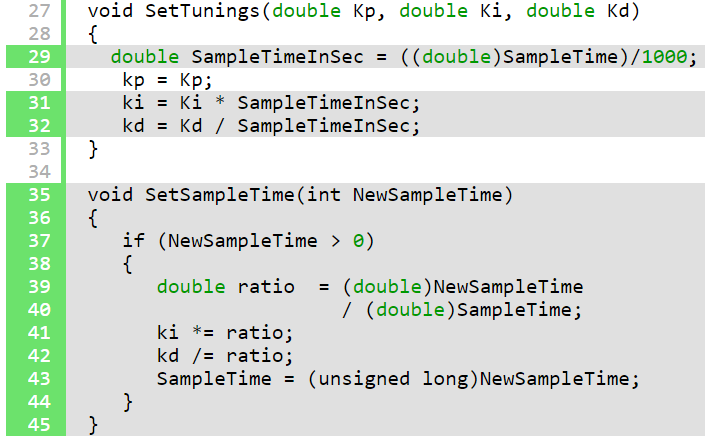 27 void SetTunings(double Kp, double Ki, double Kd)
28 {
29   double SampleTimeInSec = ((double)SampleTime)/1000;
30    kp = Kp;
31    ki = Ki * SampleTimeInSec;
32    kd = Kd / SampleTimeInSec;
33 }
34
35 void SetSampleTime(int NewSampleTime)
36 {
37    if (NewSampleTime > 0)
38    {
39       double ratio  = (double)NewSampleTime
40                       / (double)SampleTime;
41       ki *= ratio;
42       kd /= ratio;
43       SampleTime = (unsigned long)NewSampleTime;
44    }
45 }